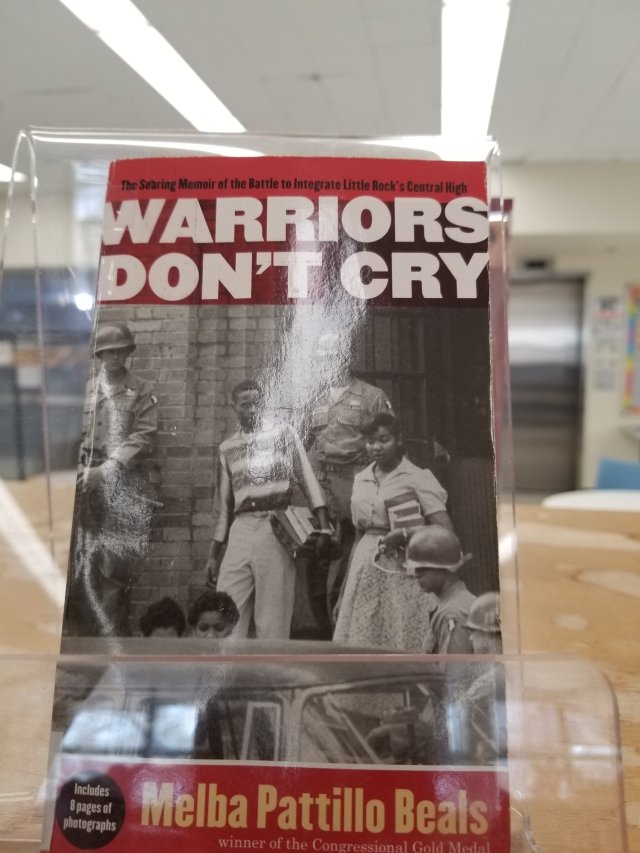 The Searing Memoir of the Battle to Integrate Little Rock's Central High
WARRIORS
DON'T CRY
Includes
8 pages of
photographs
Melba Pattillo Beals
winner of the Congressional Gold Medal